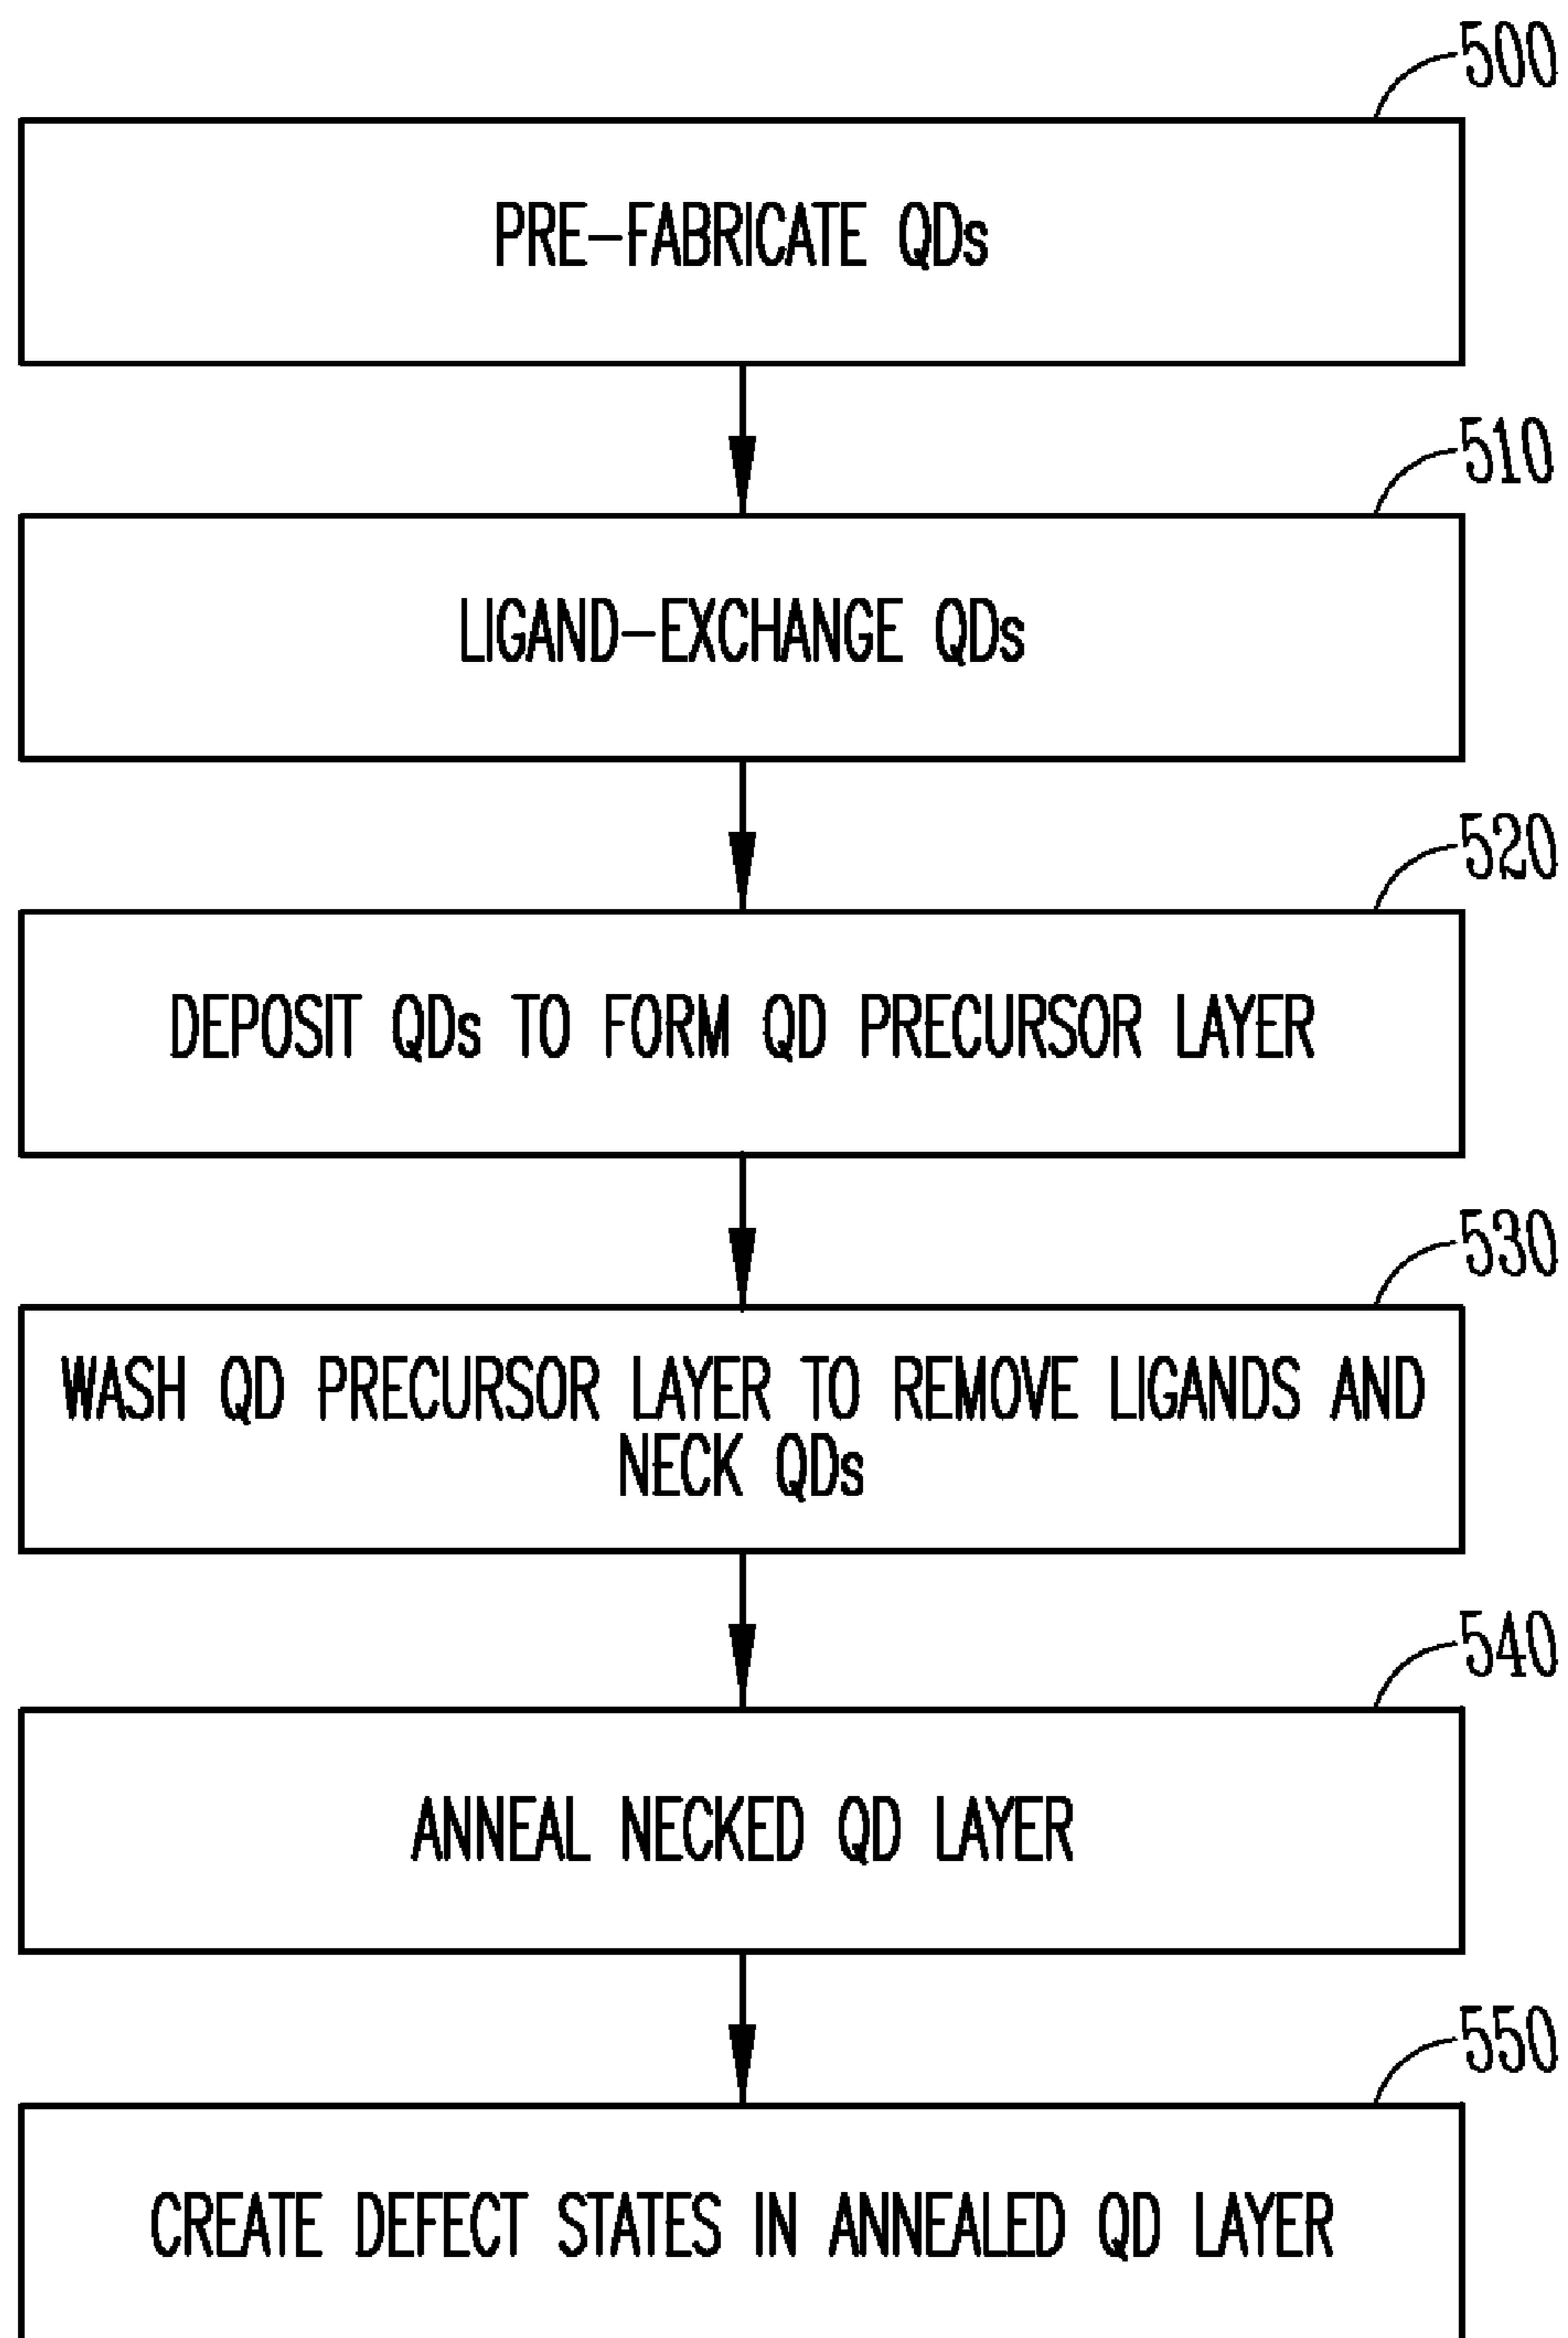 500
PRE-FABRICATE QDs
510
LIGAND-EXCHANGE QDs
520
DEPOSIT QDs TO FORM QD PRECURSOR LAYER
530
WASH QD PRECURSOR LAYER TO REMOVE LIGANDS AND
NECK QDs
540
ANNEAL NECKED QD LAYER
550
CREATE DEFECT STATES IN ANNEALED QD LAYER